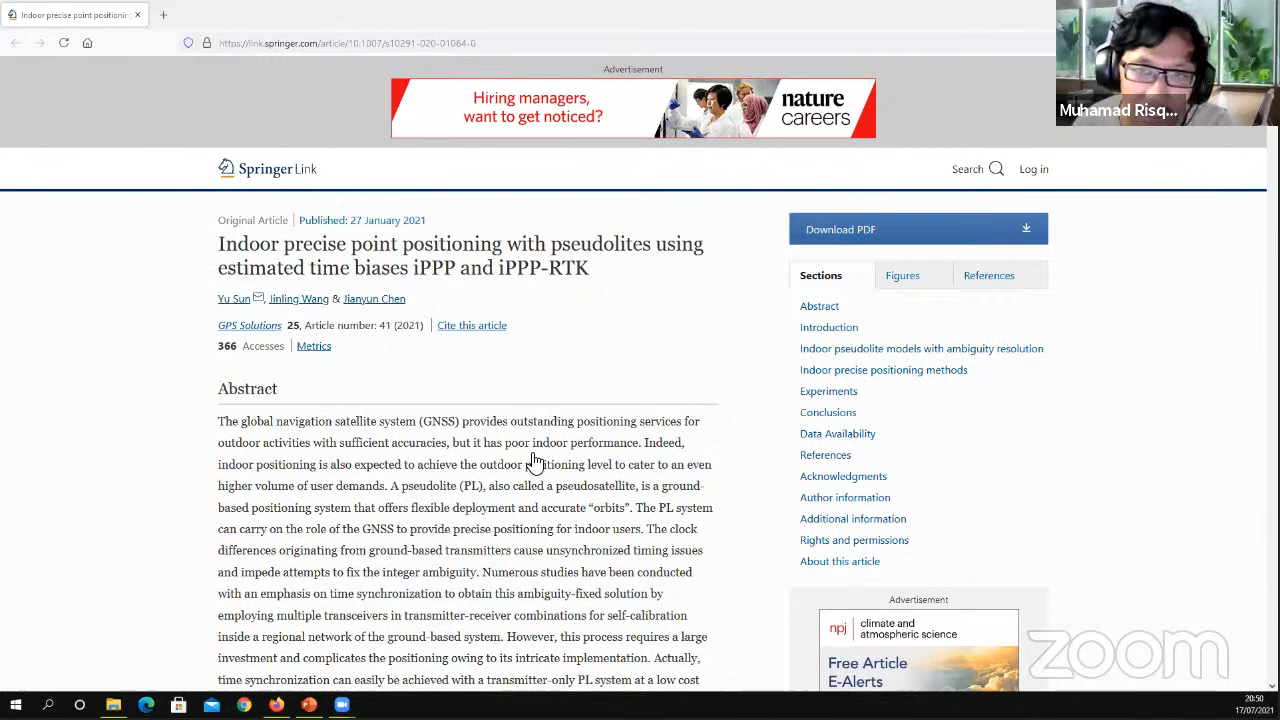 Indoor precise point positionin
https://link.springer.com/article/10.1007/s10291-020-01064-0
Muhamad Risq...
Advertisement
Hiring managers,
want to get noticed?
nature
careers
Springer Link
Search
Log in
Original Article | Published: 27 January 2021
Indoor precise point positioning with pseudolites using
estimated time biases iPPP and iPPP-RTK
Yu Sun, Jinling Wang & Jianyun Chen
GPS Solutions 25, Article number: 41 (2021) | Cite this article
366 Accesses | Metrics
Abstract
The global navigation satellite system (GNSS) provides outstanding positioning services for
outdoor activities with sufficient accuracies, but it has poor indoor performance. Indeed,
indoor positioning is also expected to achieve the outdoor itioning level to cater to an even
higher volume of user demands. A pseudolite (PL), also called a pseudosatellite, is a ground-
based positioning system that offers flexible deployment and accurate “orbits”. The PL system
can carry on the role of the GNSS to provide precise positioning for indoor users. The clock
differences originating from ground-based transmitters cause unsynchronized timing issues
and impede attempts to fix the integer ambiguity. Numerous studies have been conducted
with an emphasis on time synchronization to obtain this ambiguity-fixed solution by
employing multiple transceivers in transmitter-receiver combinations for self-calibration
inside a regional network of the ground-based system. However, this process requires a large
investment and complicates the positioning owing to its intricate implementation. Actually,
time synchronization can easily be achieved with a transmitter-only PL system at a low cost
Download PDF
Sections
Figures
References
Abstract
Introduction
Indoor pseudolite models with ambiguity resolution
Indoor precise positioning methods
Experiments
Conclusions
Data Availability
References
Acknowledgments
Author information
Additional information
Rights and permissions
About this article
Advertisement
npj
climate and
atmospheric science
Free Article
E-Alerts
zoom
20:50
17/07/2021